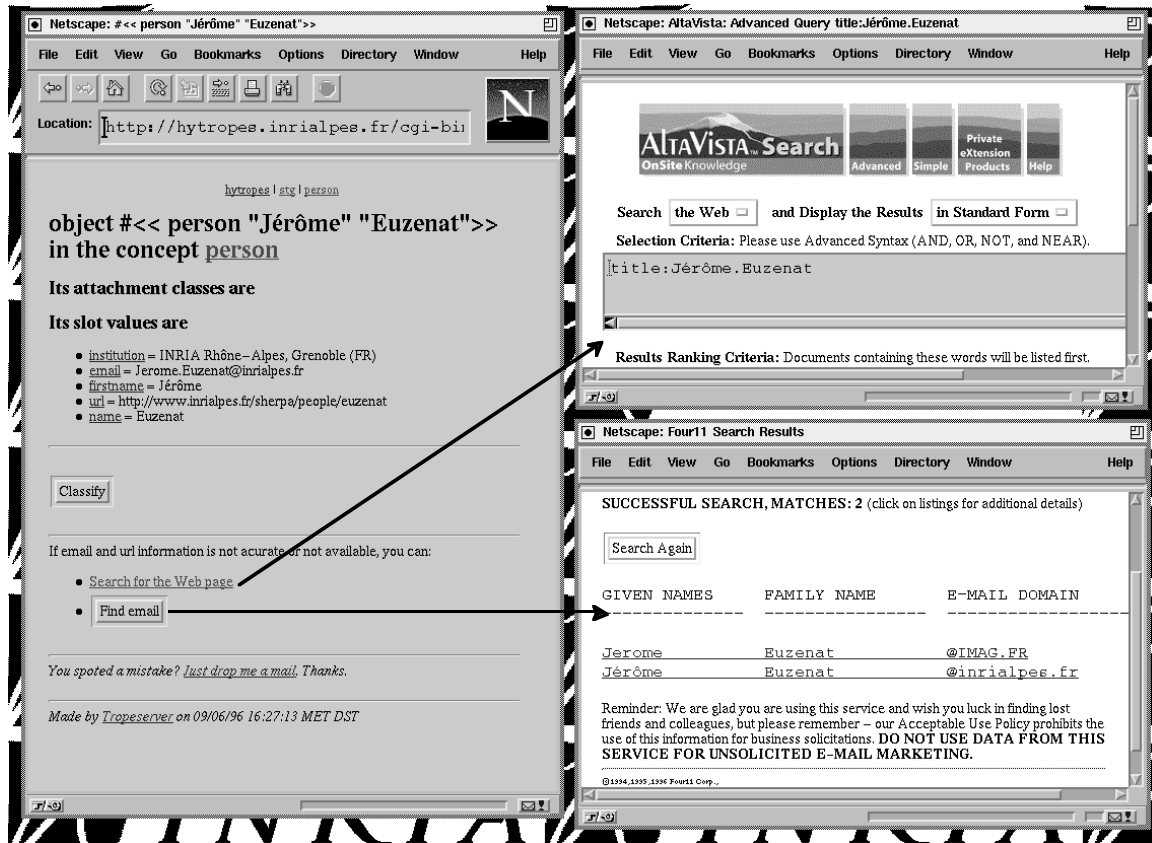 Netscape: #<< person "Jérôme" "Euzenat">>
File Edit View Go Bookmarks Options Directory Window Help
N
Location: http://hytropes.inrialpes.fr/cgi-bin
hytropes | stg | person
object #<< person "Jérôme" "Euzenat">>
in the concept person
Its attachment classes are
Its slot values are
institution = INRIA Rhône-Alpes, Grenoble (FR)
email = Jerome.Euzenat@inrialpes.fr
firstname = Jérôme
url = http://www.inrialpes.fr/sherpa/people/euzenat
name = Euzenat
Classify
If email and url information is not acurate or not available, you can:
Search for the Web page
Find email
You spoted a mistake? Just drop me a mail. Thanks.
Made by Tropeserver on 09/06/96 16:27:13 MET DST
Netscape: AltaVista: Advanced Query title:Jérôme.Euzenat
File Edit View Go Bookmarks Options Directory Window Help
ALTAVISTA™ Search
OnSite Knowledge
Advanced
Simple
Private
eXtension
Products
Help
Search the Web and Display the Results in Standard Form
Selection Criteria: Please use Advanced Syntax (AND, OR, NOT, and NEAR).
title:Jérôme.Euzenat
Results Ranking Criteria: Documents containing these words will be listed first.
Netscape: Four11 Search Results
File Edit View Go Bookmarks Options Directory Window Help
SUCCESSFUL SEARCH, MATCHES: 2 (click on listings for additional details)
Search Again
GIVEN NAMES FAMILY NAME E-MAIL DOMAIN
Jerome Euzenat @IMAG.FR
Jérôme Euzenat @inrialpes.fr
Reminder: We are glad you are using this service and wish you luck in finding lost
friends and colleagues, but please remember – our Acceptable Use Policy prohibits the
use of this information for business solicitations. DO NOT USE DATA FROM THIS
SERVICE FOR UNSOLICITED E-MAIL MARKETING.
©1994,1995,1996 Four11 Corp.,
INRIA INRIA